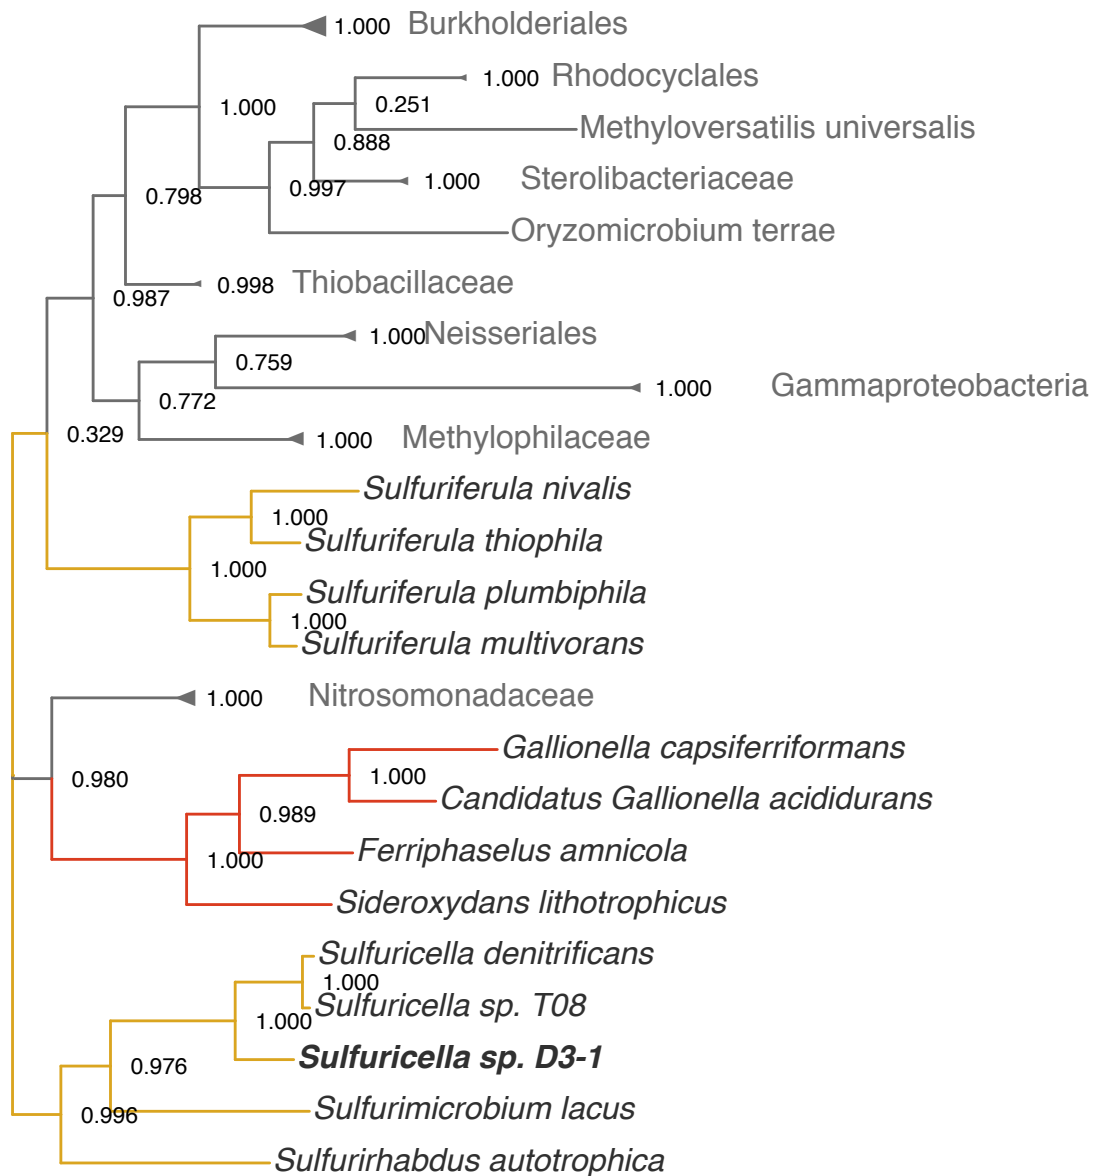 1.000 Burkholderiales
1.000 Rhodocyclales
1.000
0.251
Methyloversatilis universalis
0.888
1.000 Sterolibacteriaceae
0.997
0.798
Oryzomicrobium terrae
0.998 Thiobacillaceae
0.987
1.000 Neisseriales
0.759
1.000 Gammaproteobacteria
0.772
0.329
1.000 Methylophilaceae
Sulfuriferula nivalis
1.000
Sulfuriferula thiophila
1.000
Sulfuriferula plumbiphila
1.000
Sulfuriferula multivorans
1.000 Nitrosomonadaceae
Gallionella capsiferriformans
0.980
1.000
Candidatus Gallionella acididurans
0.989
Ferriphaselus amnicola
1.000
Sideroxydans lithotrophicus
Sulfuricella denitrificans
1.000
Sulfuricella sp. T08
1.000
Sulfuricella sp. D3-1
0.976
Sulfurimicrobium lacus
0.996
Sulfurirhabdus autotrophica